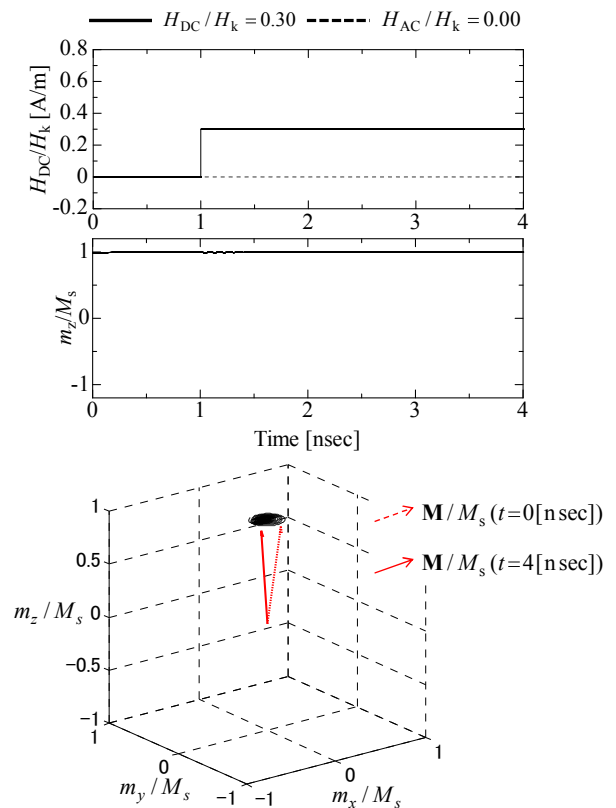 H_DC/H_k=0.30 H_AC/H_k=0.00
H_DC/H_k [A/m]
0.8
0.6
0.4
0.2
0
-0.2
0 1 2 3 4
m_z/M_s
1
0
-1
0 1 2 3 4
Time [nsec]
M/M_s (t=0[nsec)
M/M_s (t=4[nsec)
m_z/M_s
1
0.5
0
-0.5
-1
1
0
-1
m_y/M_s
-1
0
1
m_x/M_s